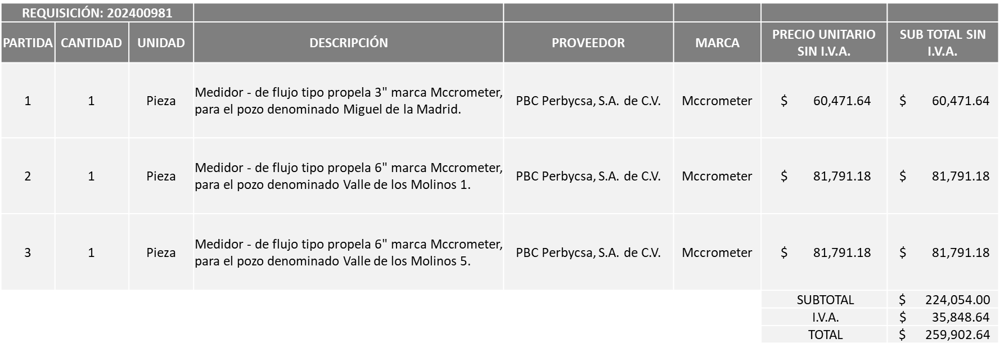 REQUISICIÓN: 202400981
PARTIDA CANTIDAD UNIDAD DESCRIPCIÓN PROVEEDOR MARCA PRECIO UNITARIO SIN I.V.A. SUB TOTAL SIN I.V.A.
1 1 Pieza Medidor - de flujo tipo propela 3" marca Mccrometer, para el pozo denominado Miguel de la Madrid. PBC Perbycsa, S.A. de C.V. Mccrometer $ 60,471.64 $ 60,471.64
2 1 Pieza Medidor - de flujo tipo propela 6" marca Mccrometer, para el pozo denominado Valle de los Molinos 1. PBC Perbycsa, S.A. de C.V. Mccrometer $ 81,791.18 $ 81,791.18
3 1 Pieza Medidor - de flujo tipo propela 6" marca Mccrometer, para el pozo denominado Valle de los Molinos 5. PBC Perbycsa, S.A. de C.V. Mccrometer $ 81,791.18 $ 81,791.18
SUBTOTAL $ 224,054.00
I.V.A. $ 35,848.64
TOTAL $ 259,902.64